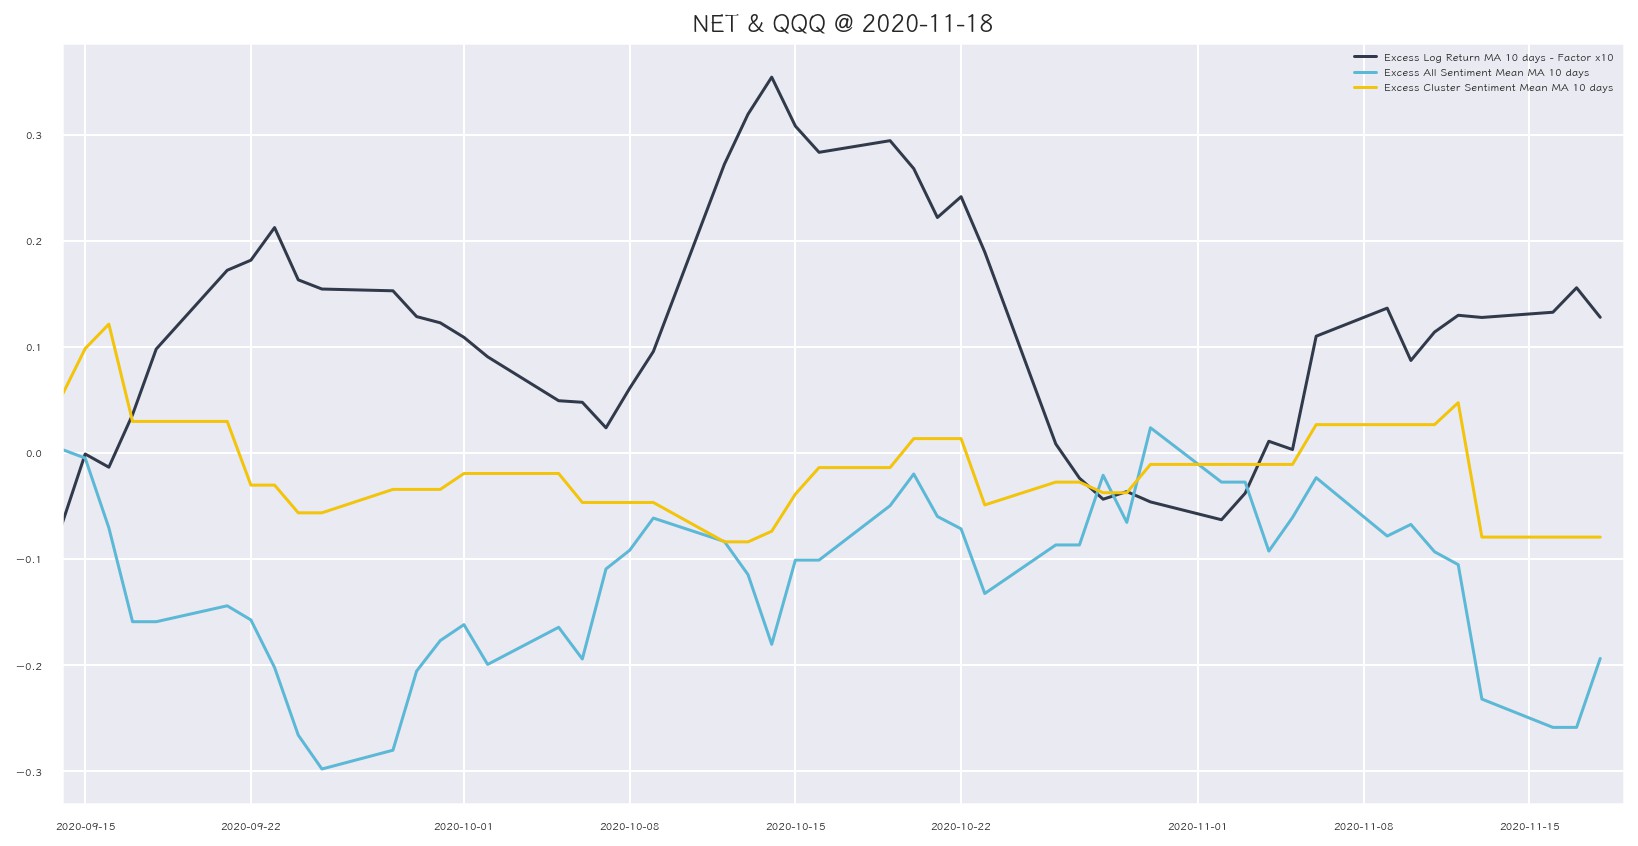 NET & QQQ @ 2020-11-18
Excess Log Return MA 10 days - Factor x10
Excess All Sentiment Mean MA 10 days
Excess Cluster Sentiment Mean MA 10 days
0.3
0.2
0.1
0.0
−0.1
−0.2
−0.3
2020-09-15 2020-09-22 2020-10-01 2020-10-08 2020-10-15 2020-10-22 2020-11-01 2020-11-08 2020-11-15